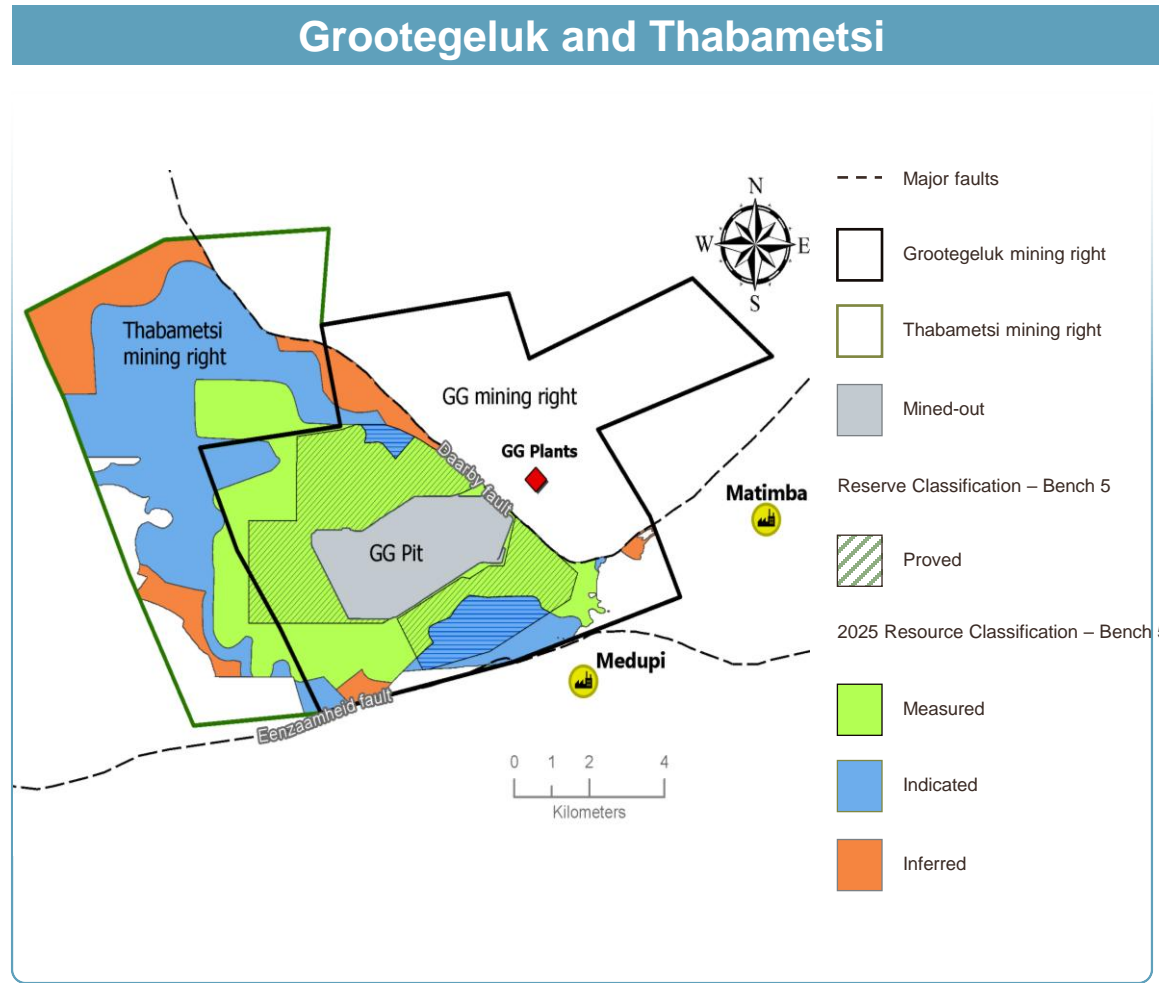 Grootegeluk and Thabametsi
N
W
E
S
Thabametsi
mining right
GG mining right
GG Plants
Daarby fault
GG Pit
Matimba
Medupi
Eenzaamheid fault
0 1 2 4
Kilometers
Major faults
Grootegeluk mining right
Thabametsi mining right
Mined-out
Reserve Classification – Bench 5
Proved
2025 Resource Classification – Bench
Measured
Indicated
Inferred